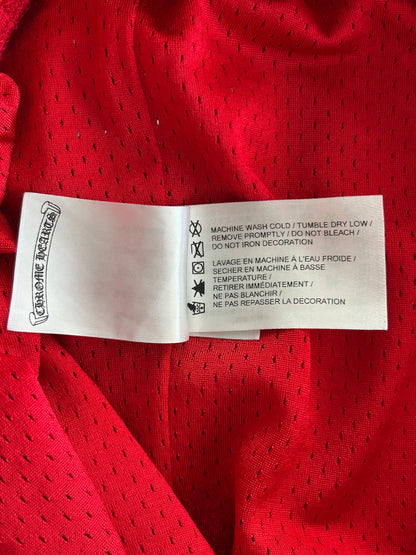 CHROME HEARTS
MACHINE WASH COLD / TUMBLE DRY LOW /
REMOVE PROMPTLY / DO NOT BLEACH /
DO NOT IRON DECORATION
LAVAGE EN MACHINE À L'EAU FROIDE /
SECHER EN MACHINE À BASSE
TEMPERATURE /
RETIRER IMMÉDIATEMENT /
NE PAS BLANCHIR /
NE PAS REPASSER LA DECORATION